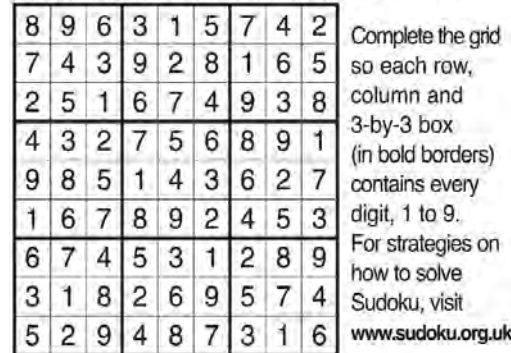 8 9 6 3 1 5 7 4 2
7 4 3 9 2 8 1 6 5
2 5 1 6 7 4 9 3 8
4 3 2 7 5 6 8 9 1
9 8 5 1 4 3 6 2 7
1 6 7 8 9 2 4 5 3
6 7 4 5 3 1 2 8 9
3 1 8 2 6 9 5 7 4
5 2 9 4 8 7 3 1 6
Complete the grid
so each row,
column and
3-by-3 box
(in bold borders)
contains every
digit, 1 to 9.
For strategies on
how to solve
Sudoku, visit
www.sudoku.org.uk